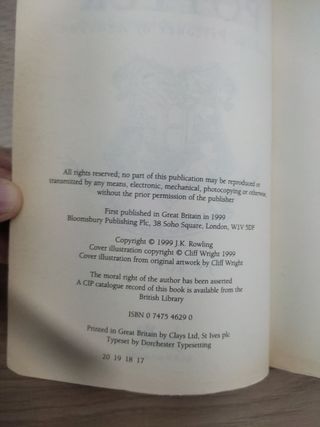 All rights reserved; no part of this publication may be reproduced or
transmitted by any means, electronic, mechanical, photocopying or otherwise,
without the prior permission of the publisher
First published in Great Britain in 1999
Bloomsbury Publishing Plc, 38 Soho Square, London, W1V 5DF
Copyright © 1999 J.K. Rowling
Cover illustration copyright © Cliff Wright 1999
Cover illustration from original artwork by Cliff Wright
The moral right of the author has been asserted
A CIP catalogue record of this book is available from the
British Library
ISBN 0 7475 4629 0
Printed in Great Britain by Clays Ltd, St Ives plc
Typeset by Dorchester Typesetting
20 19 18 17